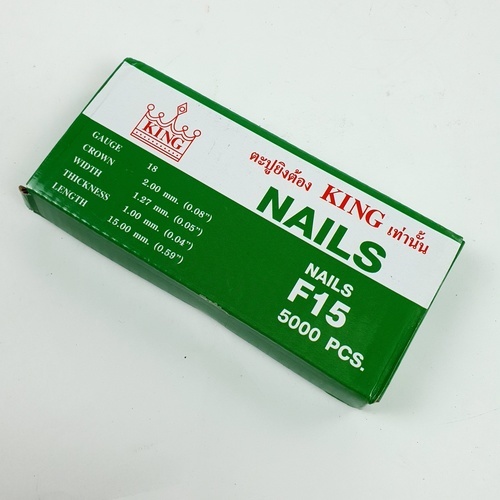 KING
ตะปูยิงต้อง KING เท่านั้น
NAILS
GAUGE 18
CROWN 2.00 mm. (0.08")
WIDTH 1.27 mm. (0.05")
THICKNESS 1.00 mm. (0.04")
LENGTH 15.00 mm. (0.59")
NAILS
F15
5000 PCS.